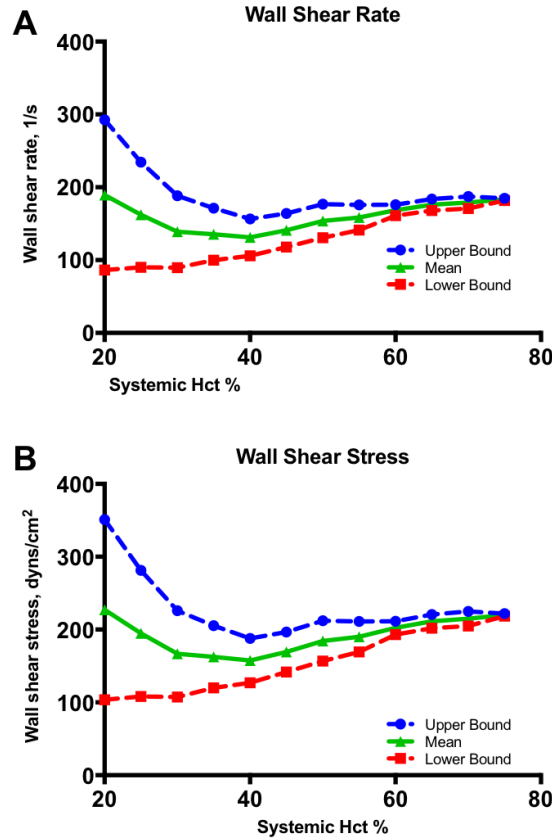 A
Wall Shear Rate
Wall shear rate, 1/s
400
300
200
100
0
20
40
60
80
Systemic Hct %
Upper Bound
Mean
Lower Bound
B
Wall Shear Stress
Wall shear stress, dyns/cm²
400
300
200
100
0
20
40
60
80
Systemic Hct %
Upper Bound
Mean
Lower Bound